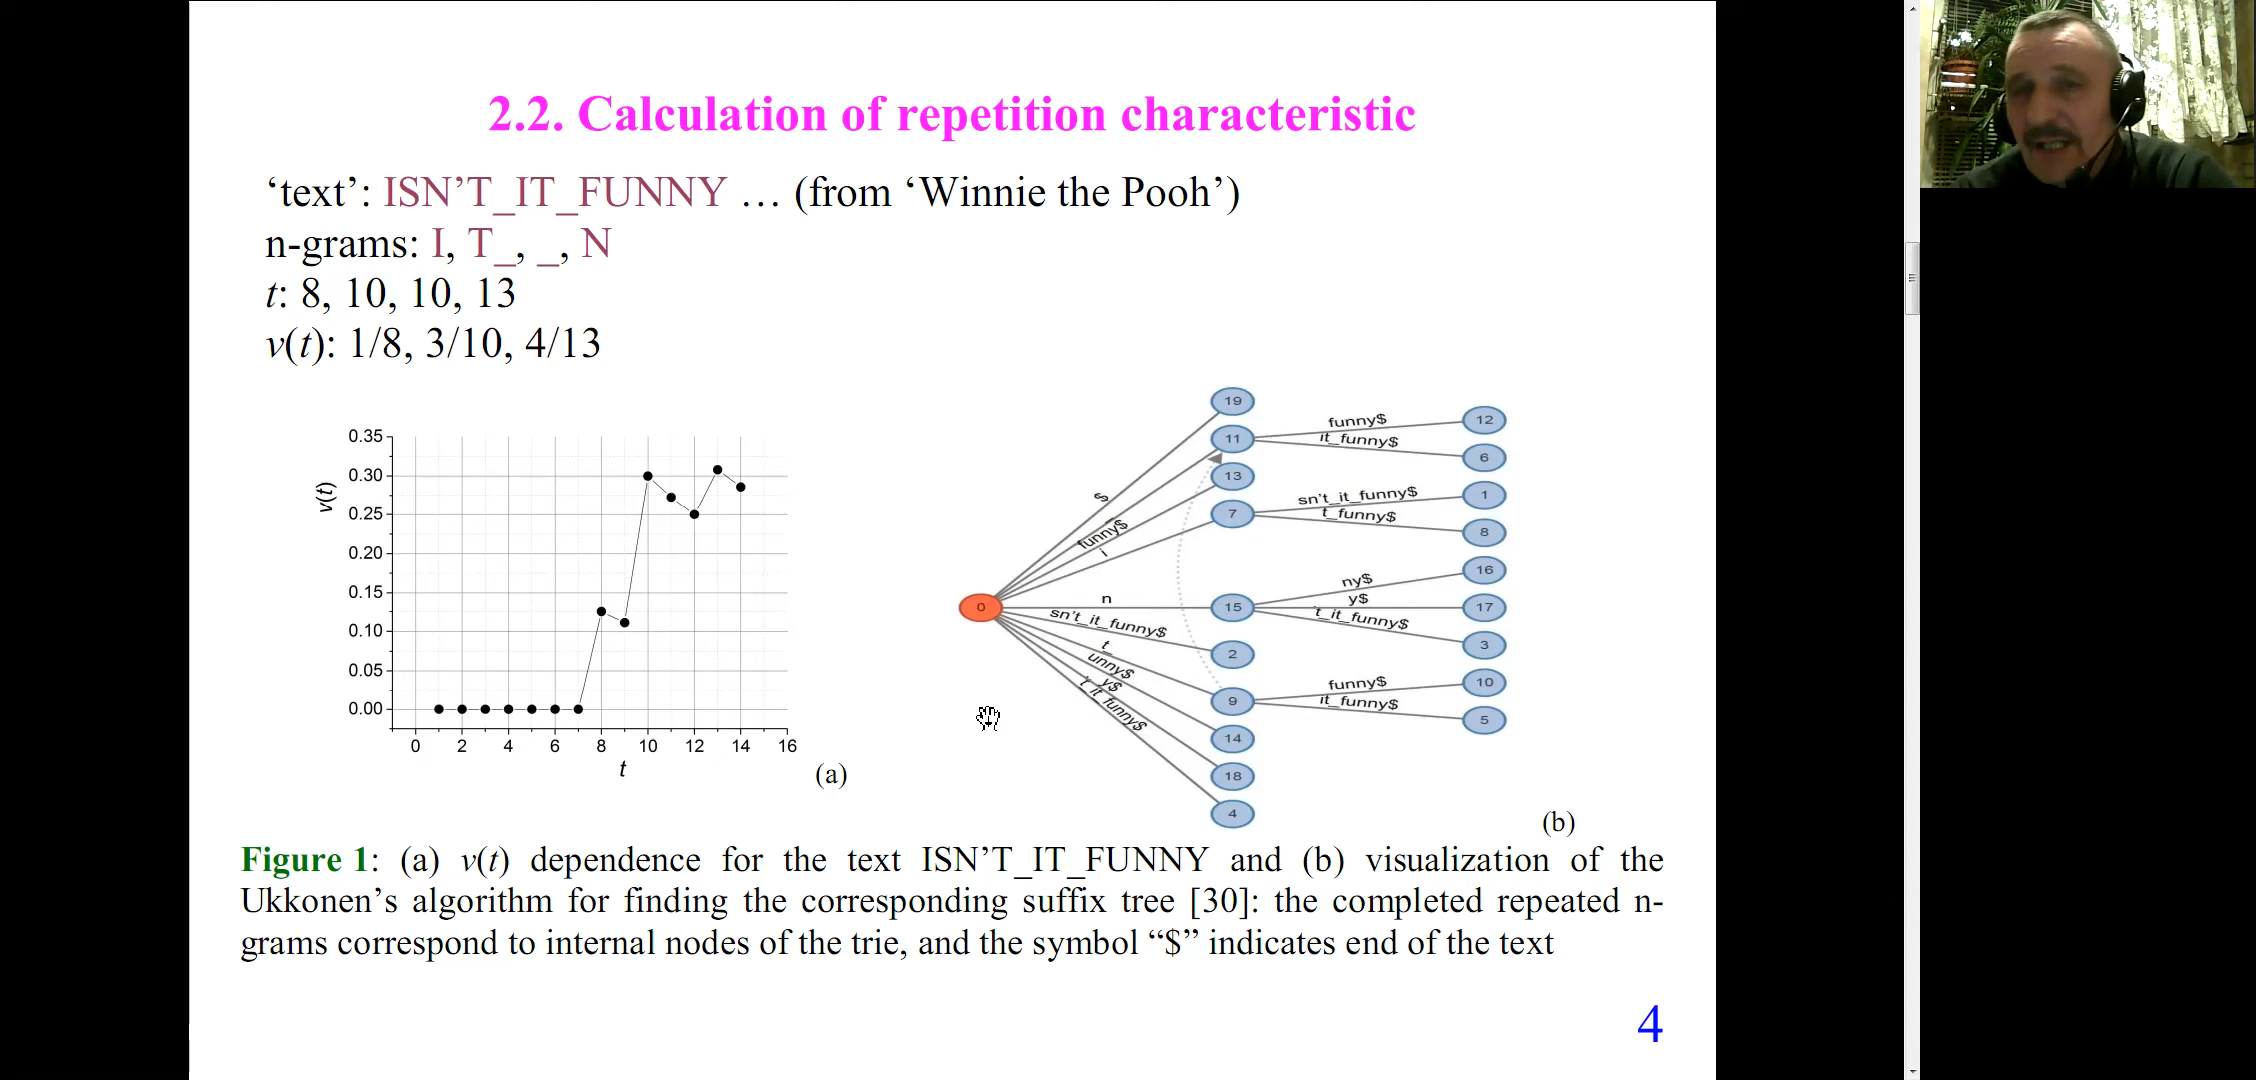 2.2. Calculation of repetition characteristic
‘text’: ISN’T_IT_FUNNY … (from ‘Winnie the Pooh’)
n-grams: I, T_, _, N
t: 8, 10, 10, 13
v(t): 1/8, 3/10, 4/13
0.35
0.30
0.25
0.20
0.15
0.10
0.05
0.00
v(t)
0 2 4 6 8 10 12 14 16
t
(a)
19
11
13
7
0
15
2
9
14
18
4
$
funny$
i
n
sn't_it_funny$
t_
unny$
y$
't_it_funny$
funny$
it_funny$
sn't_it_funny$
t_funny$
ny$
y$
't_it_funny$
funny$
it_funny$
12
6
1
8
16
17
3
10
5
(b)
Figure 1: (a) v(t) dependence for the text ISN’T_IT_FUNNY and (b) visualization of the
Ukkonen’s algorithm for finding the corresponding suffix tree [30]: the completed repeated n-
grams correspond to internal nodes of the trie, and the symbol “$” indicates end of the text
4